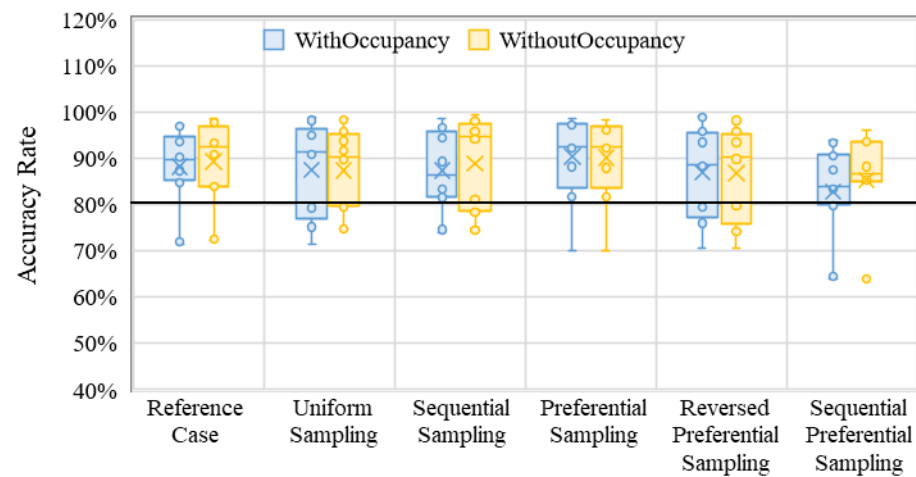 120%
WithOccupancy WithoutOccupancy
110%
100%
90%
80%
70%
60%
50%
40%
Accuracy Rate
Reference
Case
Uniform
Sampling
Sequential
Sampling
Preferential
Sampling
Reversed
Preferential
Sampling
Sequential
Preferential
Sampling